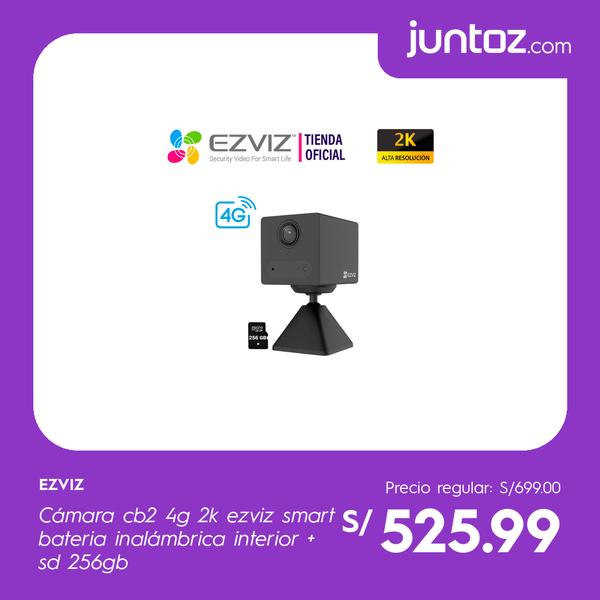 juntoz.com
EZVIZ™
Security Video For Smart Life
TIENDA
OFICIAL
2K
ALTA RESOLUCIÓN
4G
EZVIZ
256 GB
EZVIZ
Precio regular: S/699.00
Cámara cb2 4g 2k ezviz smart
bateria inalámbrica interior +
sd 256gb
S/ 525.99